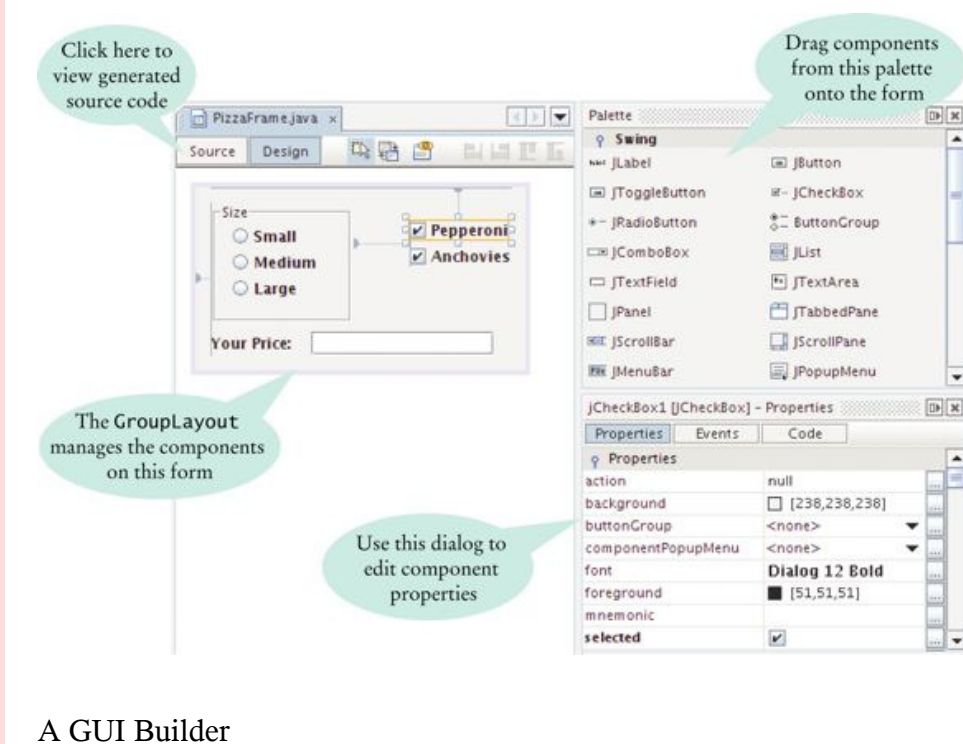 Click here to
view generated
source code
Drag components
from this palette
onto the form
PizzaFrame.java ×
Source Design
Size
Small
Medium
Large
Pepperoni
Anchovies
Your Price:
The GroupLayout
manages the components
on this form
Use this dialog to
edit component
properties
Palette
Swing
JLabel JButton
JToggleButton JCheckBox
JRadioButton ButtonGroup
JComboBox JList
JTextField JTextArea
JPanel JTabbedPane
JScrollBar JScrollPane
JMenuBar JPopupMenu
jCheckBox1 [JCheckBox] - Properties
Properties Events Code
Properties
action null
background [238,238,238]
buttonGroup <none>
componentPopupMenu <none>
font Dialog 12 Bold
foreground [51,51,51]
mnemonic
selected
A GUI Builder